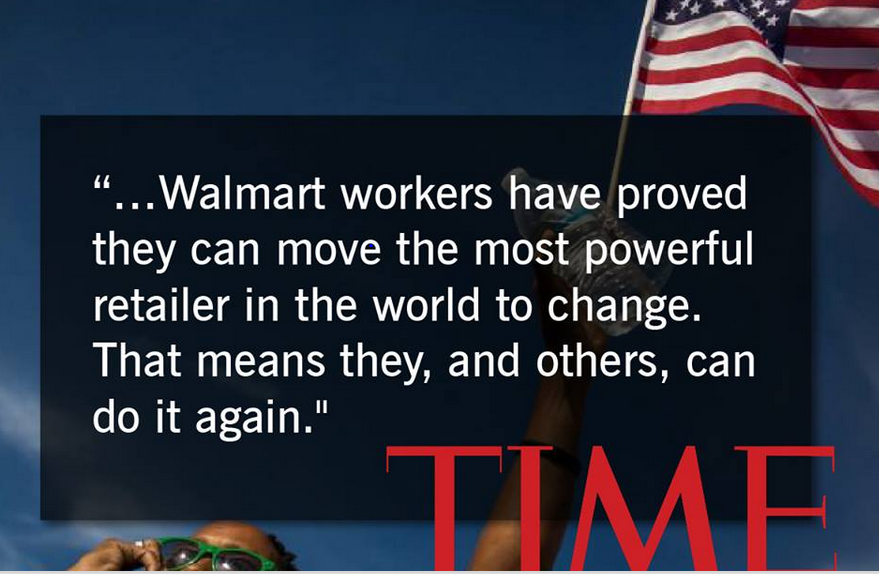 “…Walmart workers have proved
they can move the most powerful
retailer in the world to change.
That means they, and others, can
do it again."
TIME